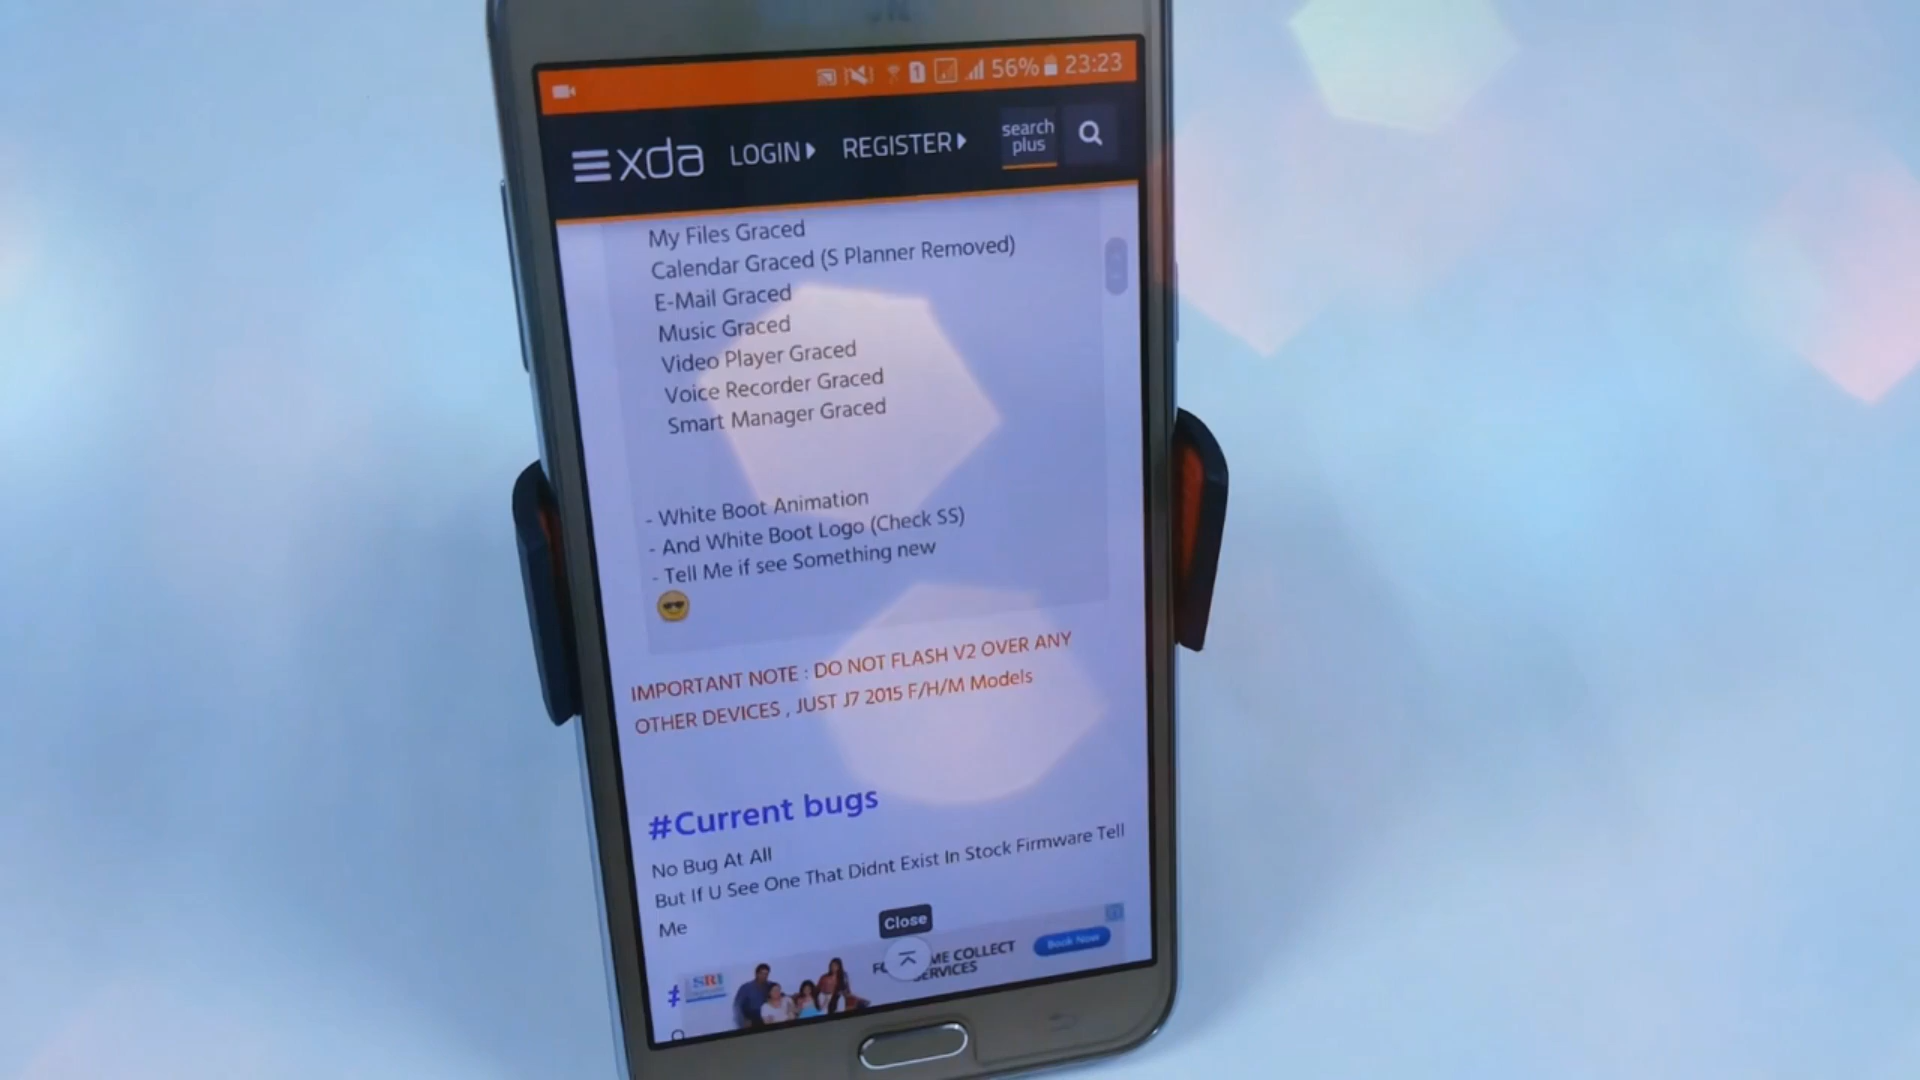 56% 23:23
xda LOGIN REGISTER search plus
My Files Graced
Calendar Graced (S Planner Removed)
E-Mail Graced
Music Graced
Video Player Graced
Voice Recorder Graced
Smart Manager Graced
- White Boot Animation
- And White Boot Logo (Check SS)
- Tell Me if see Something new
IMPORTANT NOTE : DO NOT FLASH V2 OVER ANY
OTHER DEVICES , JUST J7 2015 F/H/M Models
#Current bugs
No Bug At All
But If U See One That Didnt Exist In Stock Firmware Tell
Me
Close
COLLECT
Book Now
#